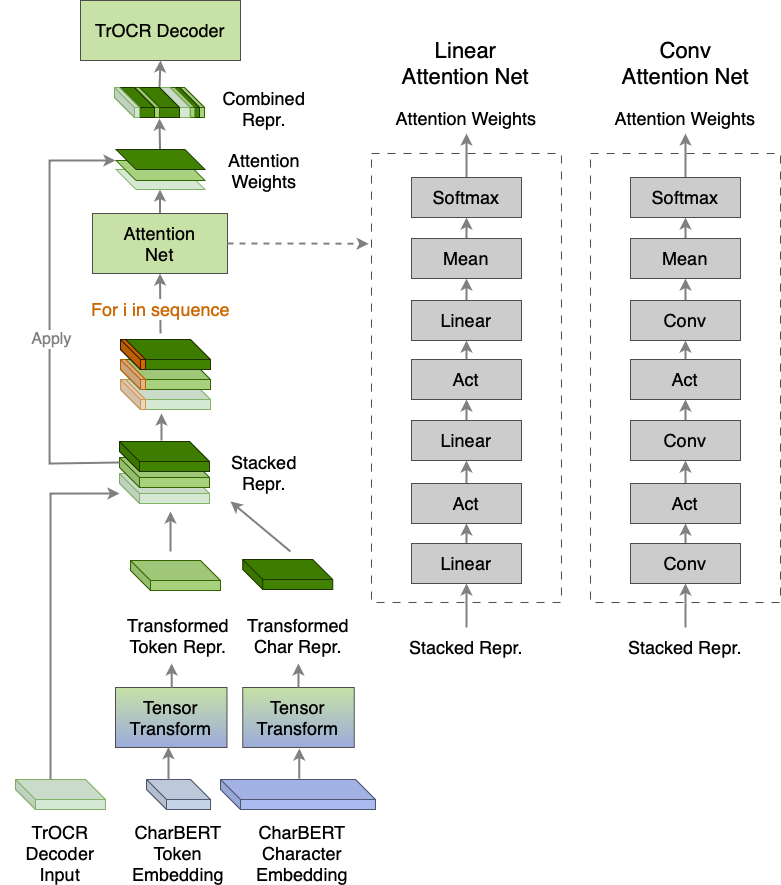 TrOCR Decoder
Combined
Repr.
Attention
Weights
Attention
Net
For i in sequence
Apply
Stacked
Repr.
Transformed
Token Repr.
Transformed
Char Repr.
Tensor
Transform
Tensor
Transform
TrOCR
Decoder
Input
CharBERT
Token
Embedding
CharBERT
Character
Embedding
Linear
Attention Net
Attention Weights
Softmax
Mean
Linear
Act
Linear
Act
Linear
Stacked Repr.
Conv
Attention Net
Attention Weights
Softmax
Mean
Conv
Act
Conv
Act
Conv
Stacked Repr.